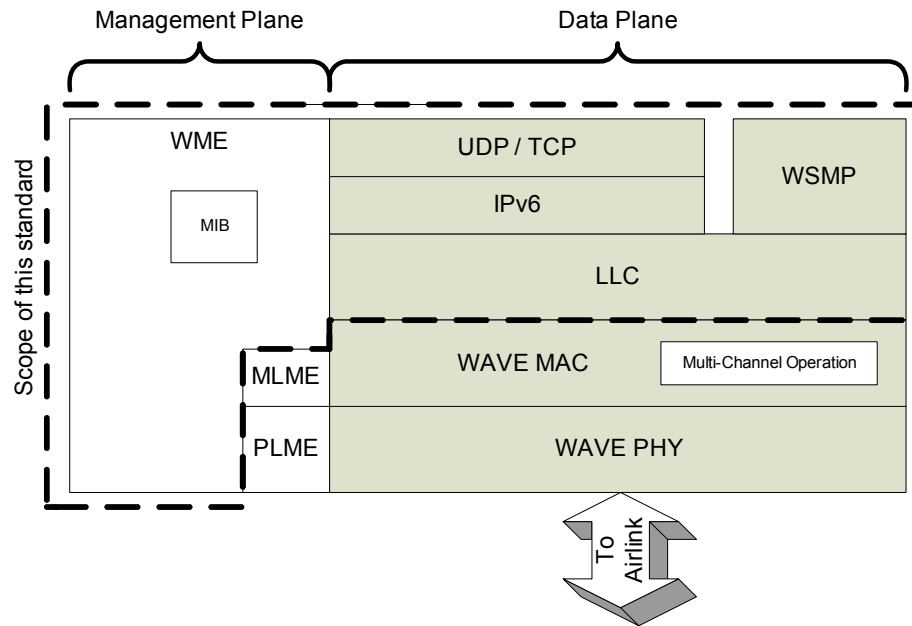 Management Plane
Data Plane
Scope of this standard
WME
MIB
UDP / TCP
IPv6
WSMP
LLC
MLME
WAVE MAC
Multi-Channel Operation
PLME
WAVE PHY
To
Airlink